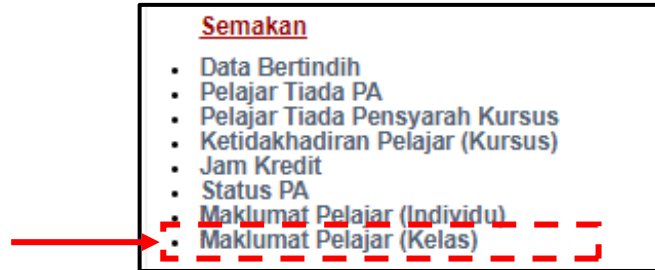 Semakan
• Data Bertindih
• Pelajar Tiada PA
• Pelajar Tiada Pensyarah Kursus
• Ketidakhadiran Pelajar (Kursus)
• Jam Kredit
• Status PA
• Maklumat Pelajar (Individu)
• Maklumat Pelajar (Kelas)